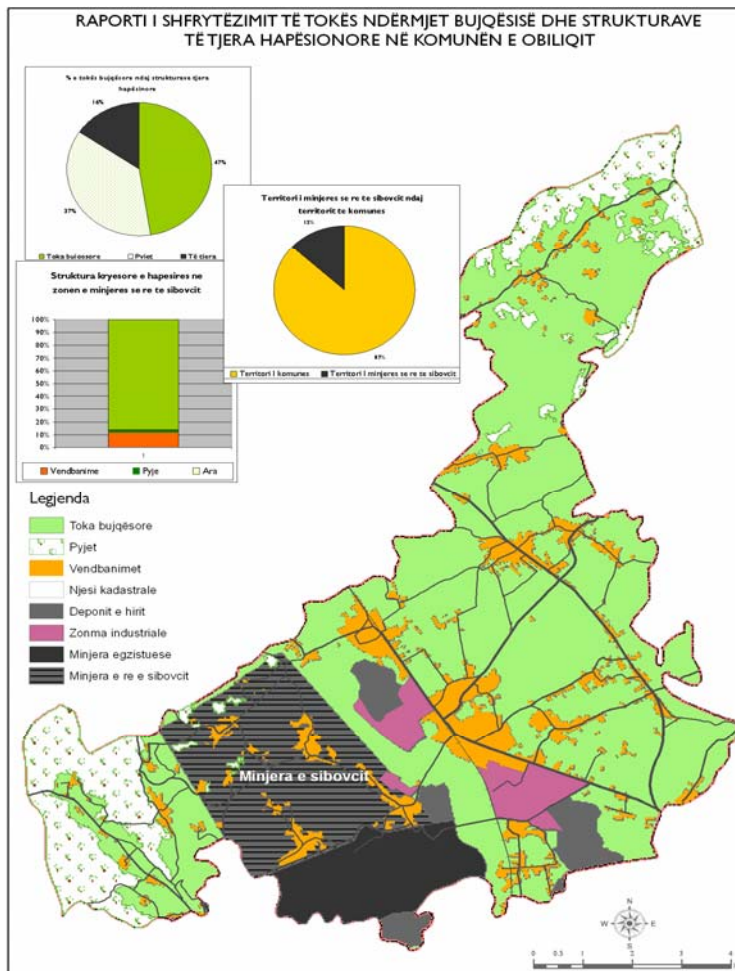 RAPORTI I SHFRYTËZIMIT TË TOKËS NDËRMJET BUJQËSISË DHE STRUKTURAVE
TË TJERA HAPËSIONORE NË KOMUNËN E OBILIQIT
% e tokës bujqësore ndaj strukturave tjera
hapësinore
16%
47%
37%
Toka bujqesore Pyjet Të tjera
Territori i minjeres se re te sibovcit ndaj
territorit te komunes
13%
87%
Territori I komunes Territori I minjeres se re te sibovcit
Struktura kryesore e hapesires ne
zonen e minjeres se re te sibovcit
100%
90%
80%
70%
60%
50%
40%
30%
20%
10%
0%
1
Vendbanime Pyje Ara
Legjenda
Toka bujqësore
Pyjet
Vendbanimet
Njesi kadastrale
Deponit e hirit
Zonma industriale
Minjera egzistuese
Minjera e re e sibovcit
Minjera e sibovcit
N
W E
S
0 0.5 1 2 3 4